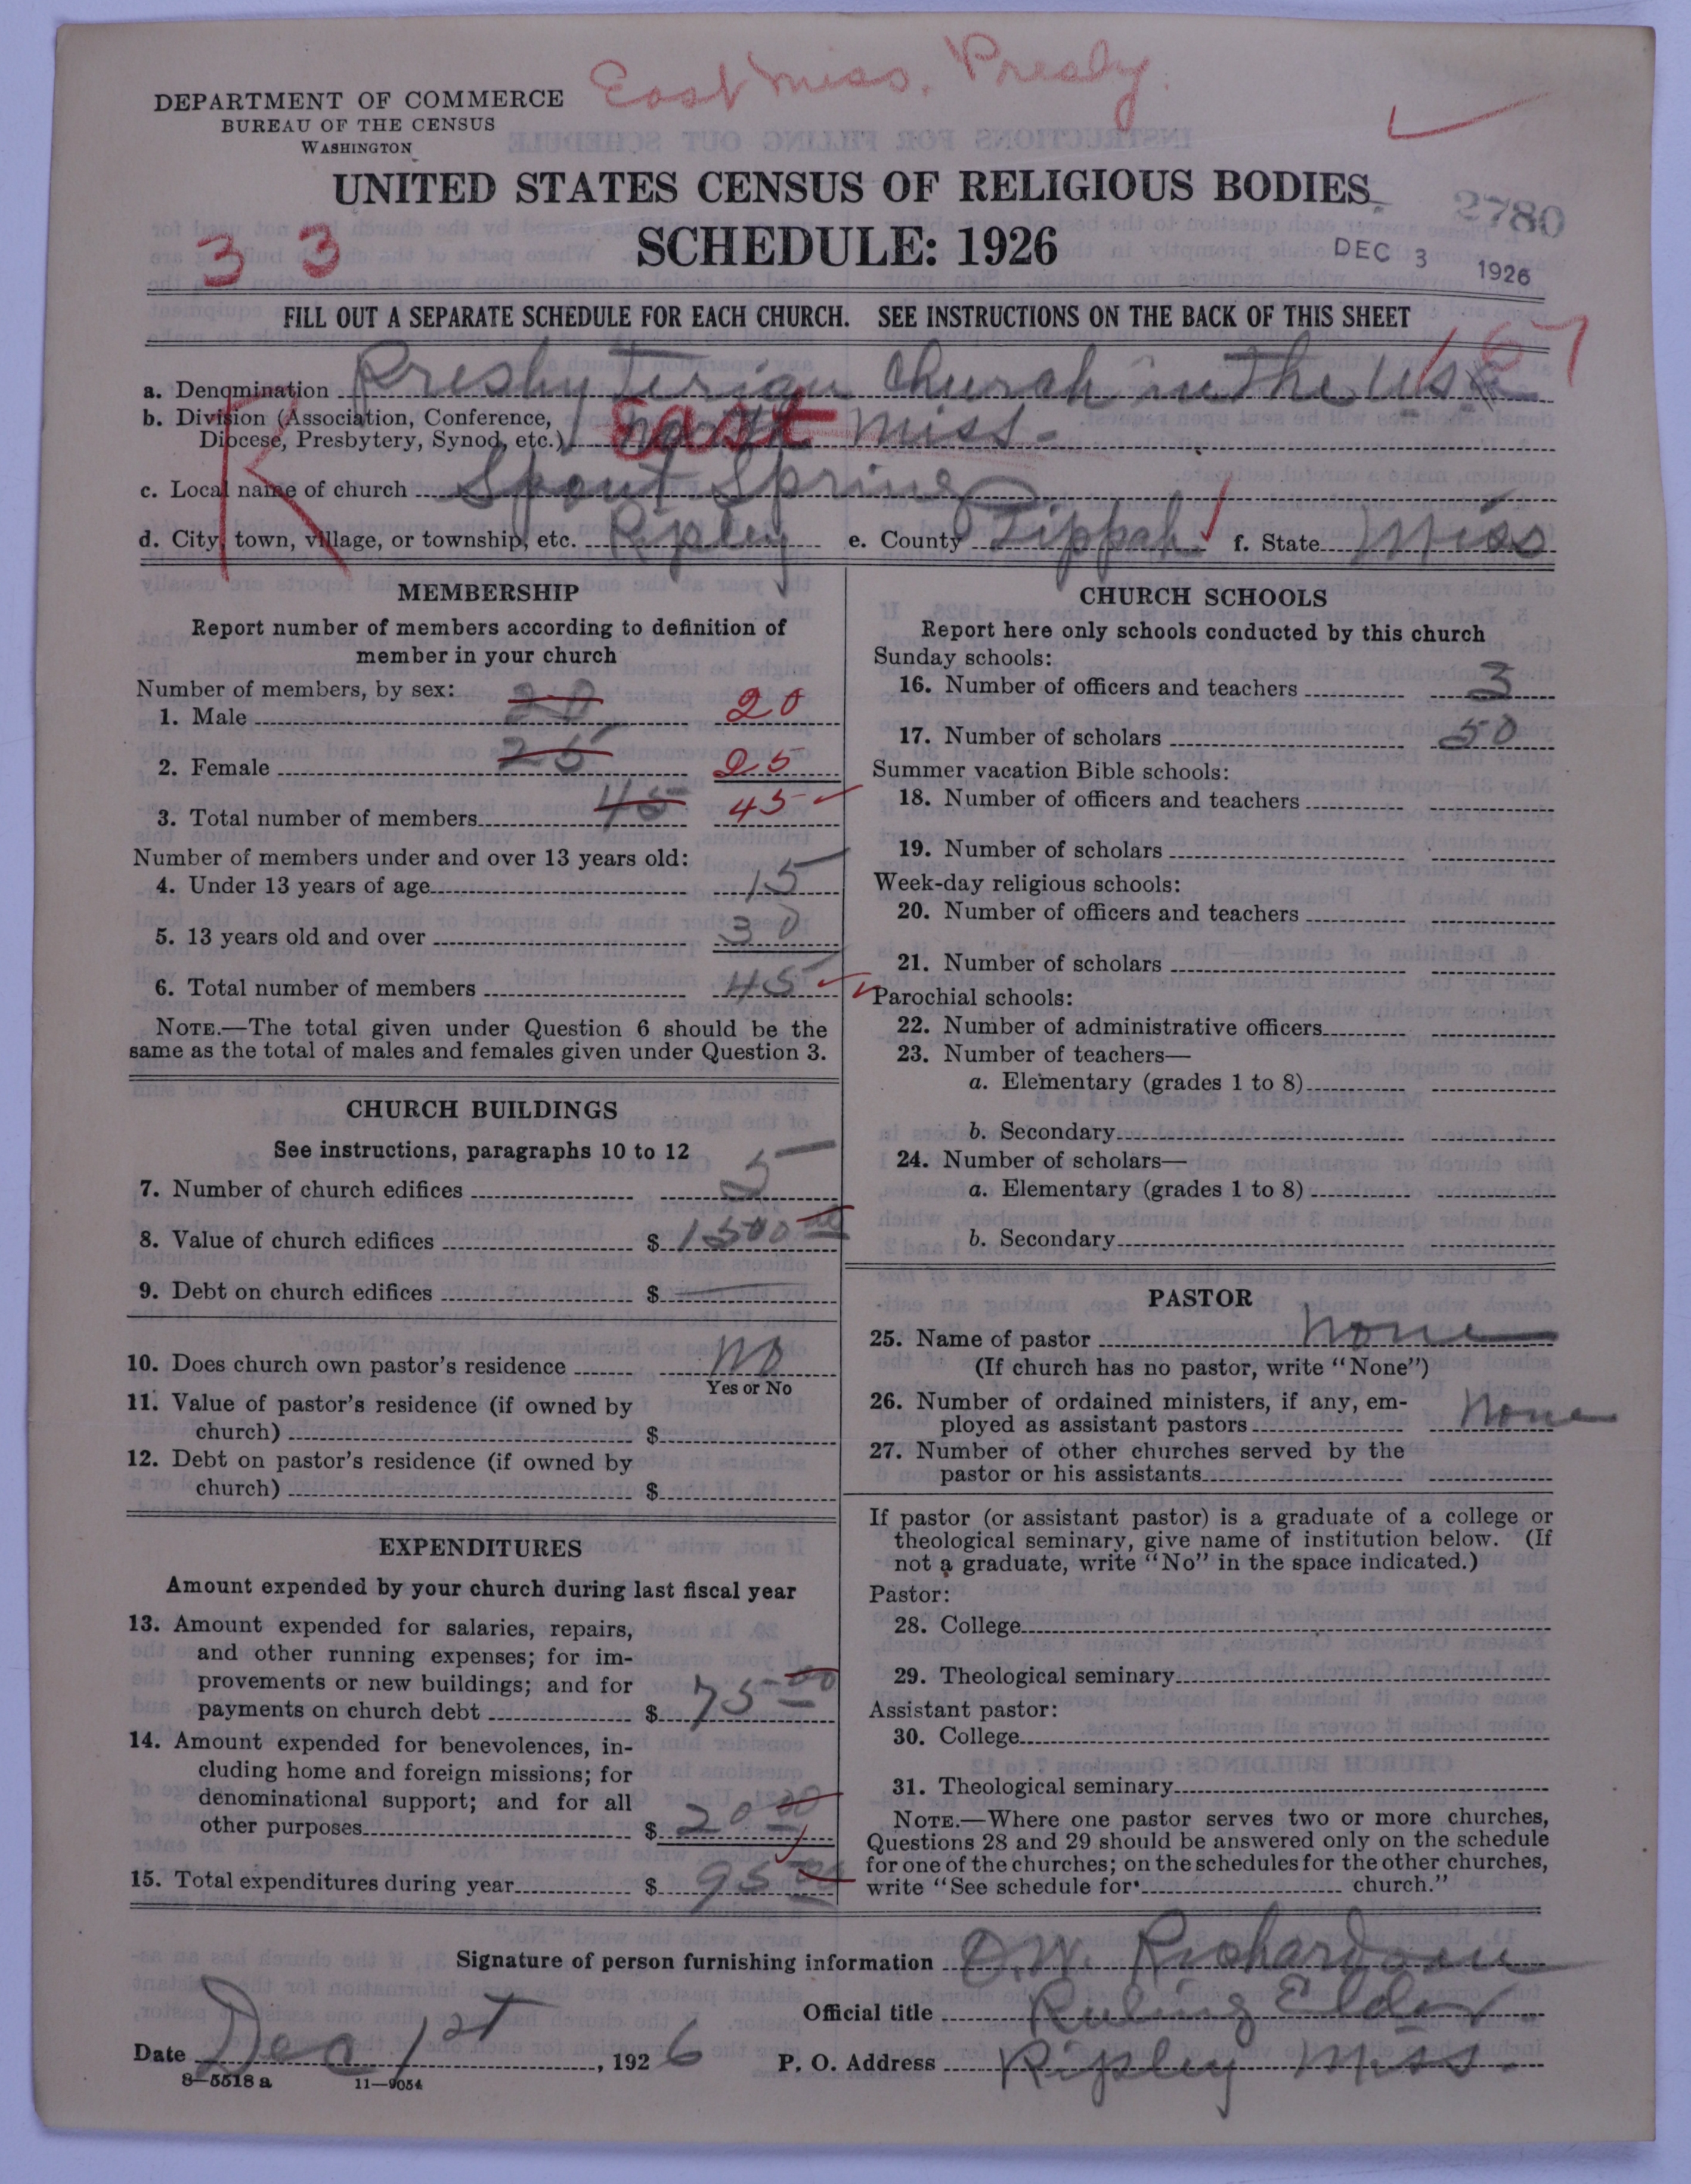 East Miss. Presby.
DEPARTMENT OF COMMERCE
BUREAU OF THE CENSUS
WASHINGTON
UNITED STATES CENSUS OF RELIGIOUS BODIES
2780
3 3
SCHEDULE: 1926
DEC 3 1926
FILL OUT A SEPARATE SCHEDULE FOR EACH CHURCH. SEE INSTRUCTIONS ON THE BACK OF THIS SHEET
167
a. Denomination Presbyterian Church in the U.S.
b. Division (Association, Conference,
Diocese, Presbytery, Synod, etc.) East Miss.
c. Local name of church Spout Spring
d. City, town, village, or township, etc. Ripley e. County Tippah f. State Miss
K
MEMBERSHIP
Report number of members according to definition of
member in your church
Number of members, by sex:
1. Male 20 20
2. Female 25 25
3. Total number of members 45 45
Number of members under and over 13 years old:
4. Under 13 years of age 15
5. 13 years old and over 30
6. Total number of members 45
NOTE.—The total given under Question 6 should be the
same as the total of males and females given under Question 3.
CHURCH BUILDINGS
See instructions, paragraphs 10 to 12
7. Number of church edifices
8. Value of church edifices $ 1500 00
9. Debt on church edifices $
10. Does church own pastor's residence No
Yes or No
11. Value of pastor's residence (if owned by
church) $
12. Debt on pastor's residence (if owned by
church) $
EXPENDITURES
Amount expended by your church during last fiscal year
13. Amount expended for salaries, repairs,
and other running expenses; for im-
provements or new buildings; and for
payments on church debt $ 75 00
14. Amount expended for benevolences, in-
cluding home and foreign missions; for
denominational support; and for all
other purposes $ 20 00
15. Total expenditures during year $ 95 00
CHURCH SCHOOLS
Report here only schools conducted by this church
Sunday schools:
16. Number of officers and teachers 3
17. Number of scholars 50
Summer vacation Bible schools:
18. Number of officers and teachers
19. Number of scholars
Week-day religious schools:
20. Number of officers and teachers
21. Number of scholars
Parochial schools:
22. Number of administrative officers
23. Number of teachers—
a. Elementary (grades 1 to 8)
b. Secondary
24. Number of scholars—
a. Elementary (grades 1 to 8)
b. Secondary
PASTOR
25. Name of pastor None
(If church has no pastor, write "None")
26. Number of ordained ministers, if any, em-
ployed as assistant pastors None
27. Number of other churches served by the
pastor or his assistants
If pastor (or assistant pastor) is a graduate of a college or
theological seminary, give name of institution below. (If
not a graduate, write "No" in the space indicated.)
Pastor:
28. College
29. Theological seminary
Assistant pastor:
30. College
31. Theological seminary
NOTE.—Where one pastor serves two or more churches,
Questions 28 and 29 should be answered only on the schedule
for one of the churches; on the schedules for the other churches,
write "See schedule for church."
Signature of person furnishing information O.W. Richardson
Official title Ruling Elder
Date Dec 1st, 1926 P. O. Address Ripley Miss.
8—5518 a 11—9054